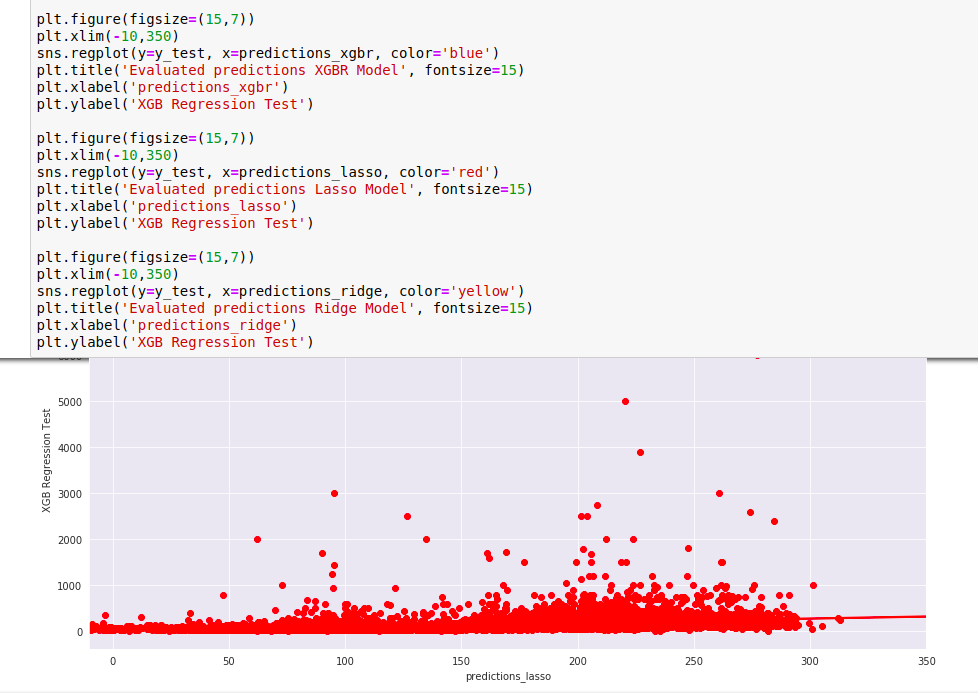 plt.figure(figsize=(15,7))
plt.xlim(-10,350)
sns.regplot(y=y_test, x=predictions_xgbr, color='blue')
plt.title('Evaluated predictions XGBR Model', fontsize=15)
plt.xlabel('predictions_xgbr')
plt.ylabel('XGB Regression Test')
plt.figure(figsize=(15,7))
plt.xlim(-10,350)
sns.regplot(y=y_test, x=predictions_lasso, color='red')
plt.title('Evaluated predictions Lasso Model', fontsize=15)
plt.xlabel('predictions_lasso')
plt.ylabel('XGB Regression Test')
plt.figure(figsize=(15,7))
plt.xlim(-10,350)
sns.regplot(y=y_test, x=predictions_ridge, color='yellow')
plt.title('Evaluated predictions Ridge Model', fontsize=15)
plt.xlabel('predictions_ridge')
plt.ylabel('XGB Regression Test')
XGB Regression Test
5000
4000
3000
2000
1000
0
0 50 100 150 200 250 300 350
predictions_lasso